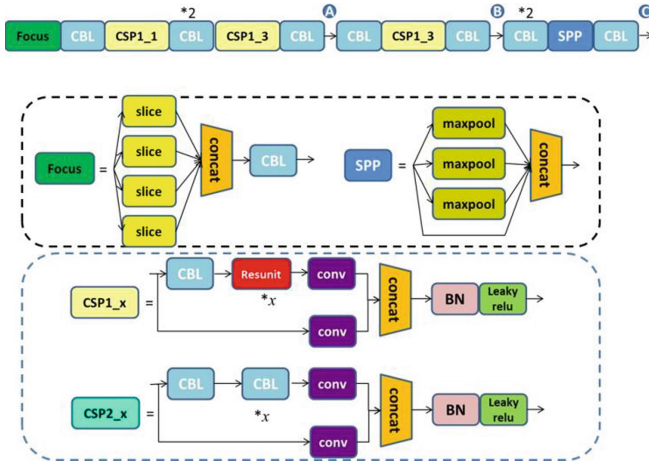 *2 A B *2 C
Focus CBL CSP1_1 CBL CSP1_3 CBL CBL CSP1_3 CBL CBL SPP CBL
slice
slice
slice
slice
Focus =
concat
CBL
SPP =
maxpool
maxpool
maxpool
concat
CSP1_x =
CBL Resunit conv
*x
conv
concat
BN Leaky relu
CSP2_x =
CBL CBL conv
*x
conv
concat
BN Leaky relu